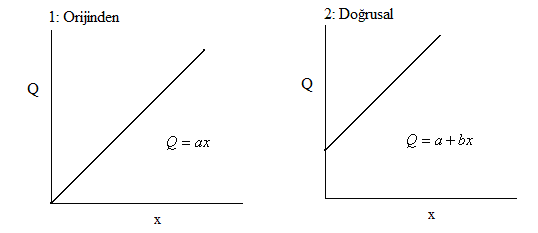 1: Orijinden
Q
Q = ax
x
2: Doğrusal
Q
Q = a + bx
x